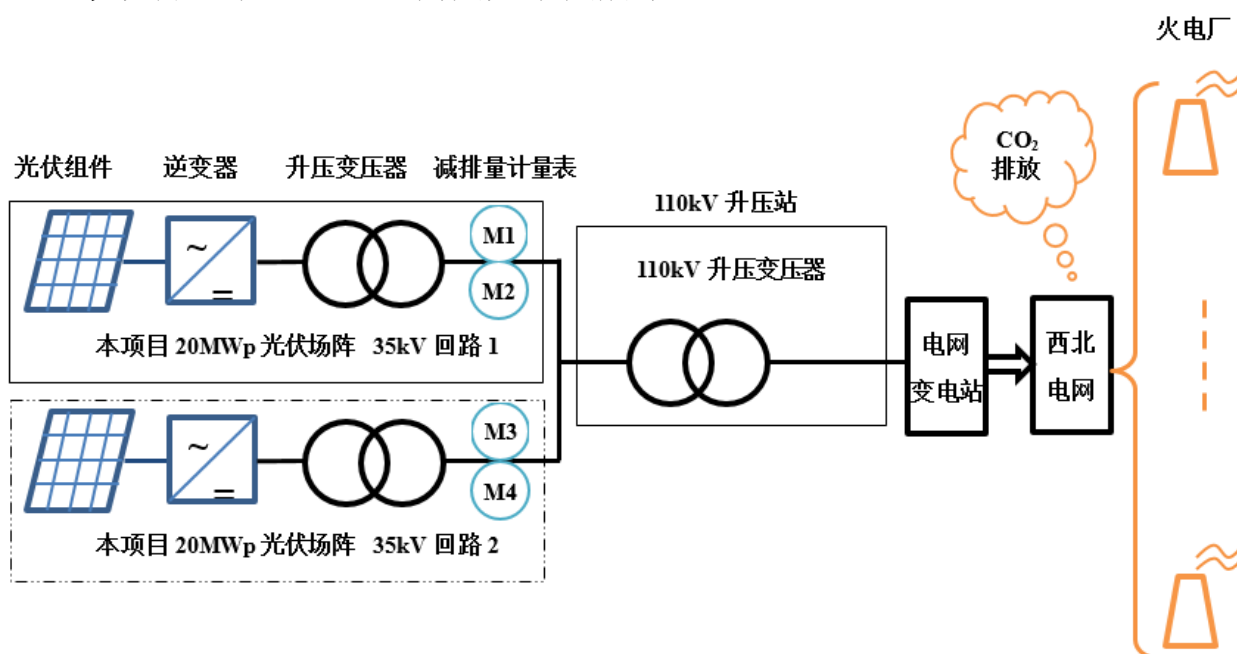 火电厂
CO₂
排放
光伏组件 逆变器 升压变压器 减排量计量表
110kV 升压站
M1
110kV 升压变压器
M2
本项目 20MWp 光伏场阵 35kV 回路 1
电网
变电站
西北
电网
M3
M4
本项目 20MWp 光伏场阵 35kV 回路 2